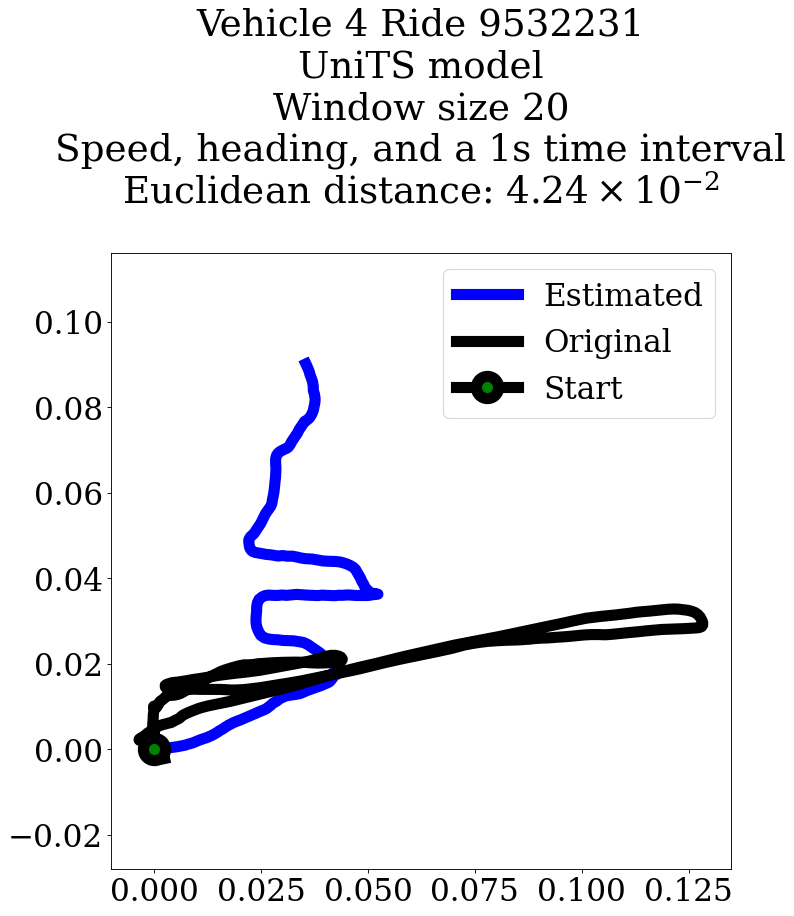 Vehicle 4 Ride 9532231
UniTS model
Window size 20
Speed, heading, and a 1s time interval
Euclidean distance: 4.24 × 10⁻²
Estimated
Original
Start
0.10
0.08
0.06
0.04
0.02
0.00
−0.02
0.000 0.025 0.050 0.075 0.100 0.125